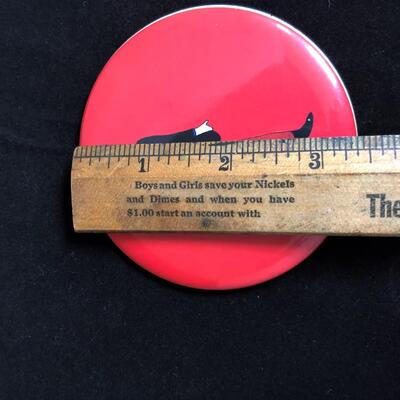 1 2 3
Boys and Girls save your Nickels
and Dimes and when you have
$1.00 start an account with
The